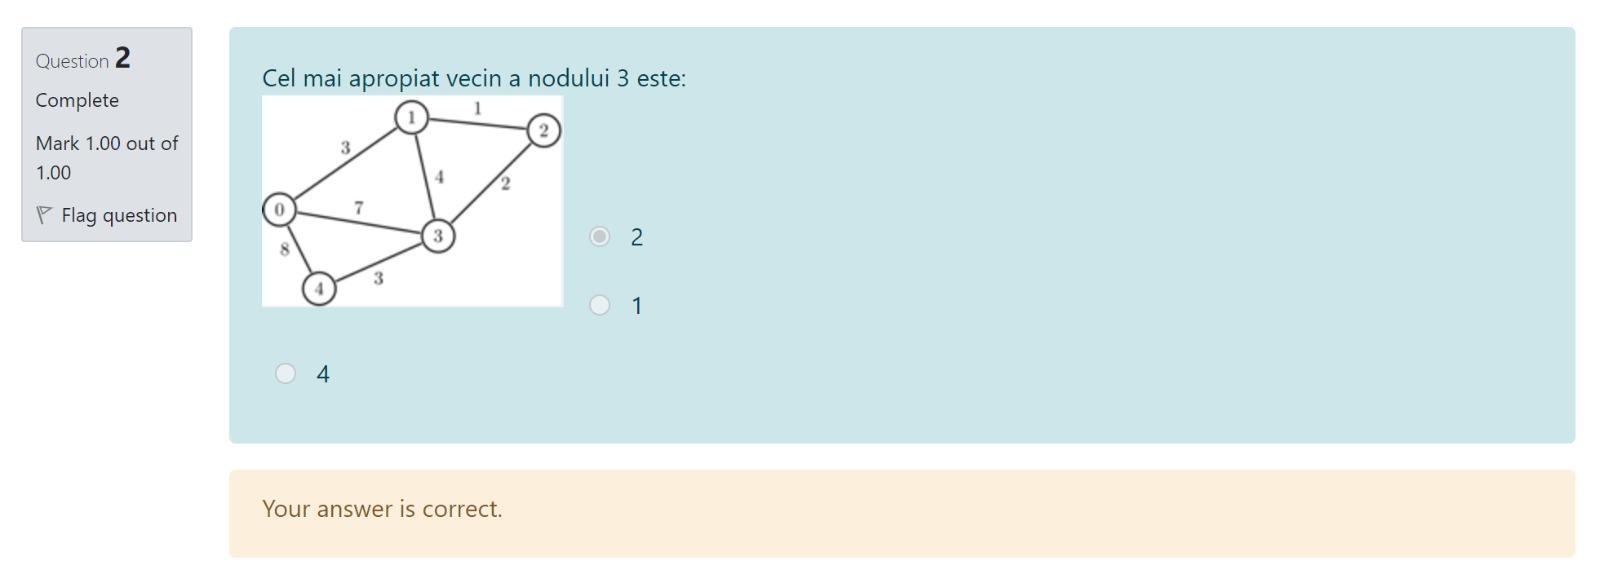 Question 2
Complete
Mark 1.00 out of
1.00
Flag question
Cel mai apropiat vecin a nodului 3 este:
1
1
2
3
4
2
0
7
3
8
4
3
2
1
4
Your answer is correct.